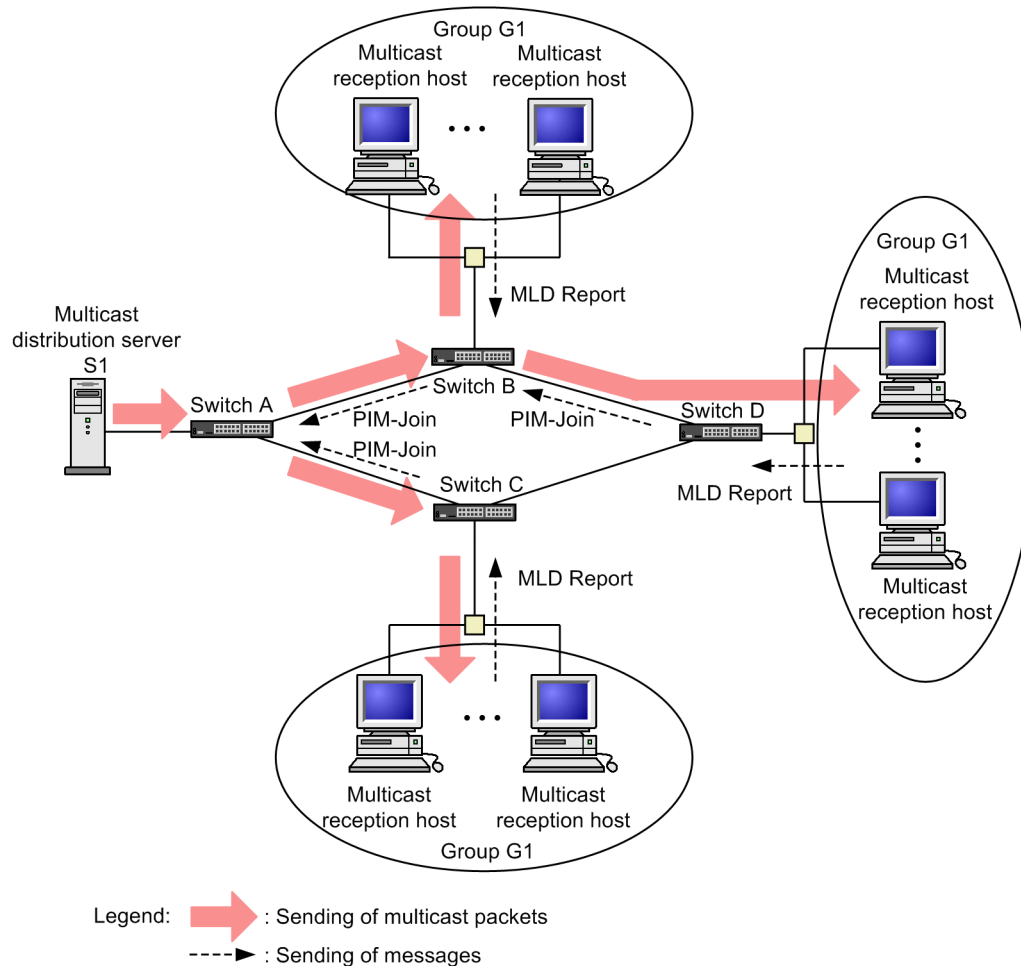 Group G1
Multicast
reception host
Multicast
reception host
MLD Report
Group G1
Multicast
reception host
Multicast
distribution server
S1
Switch A
Switch B
PIM-Join
PIM-Join
Switch D
PIM-Join
Switch C
MLD Report
MLD Report
Multicast
reception host
Multicast
reception host
Multicast
reception host
Group G1
Legend:
: Sending of multicast packets
: Sending of messages